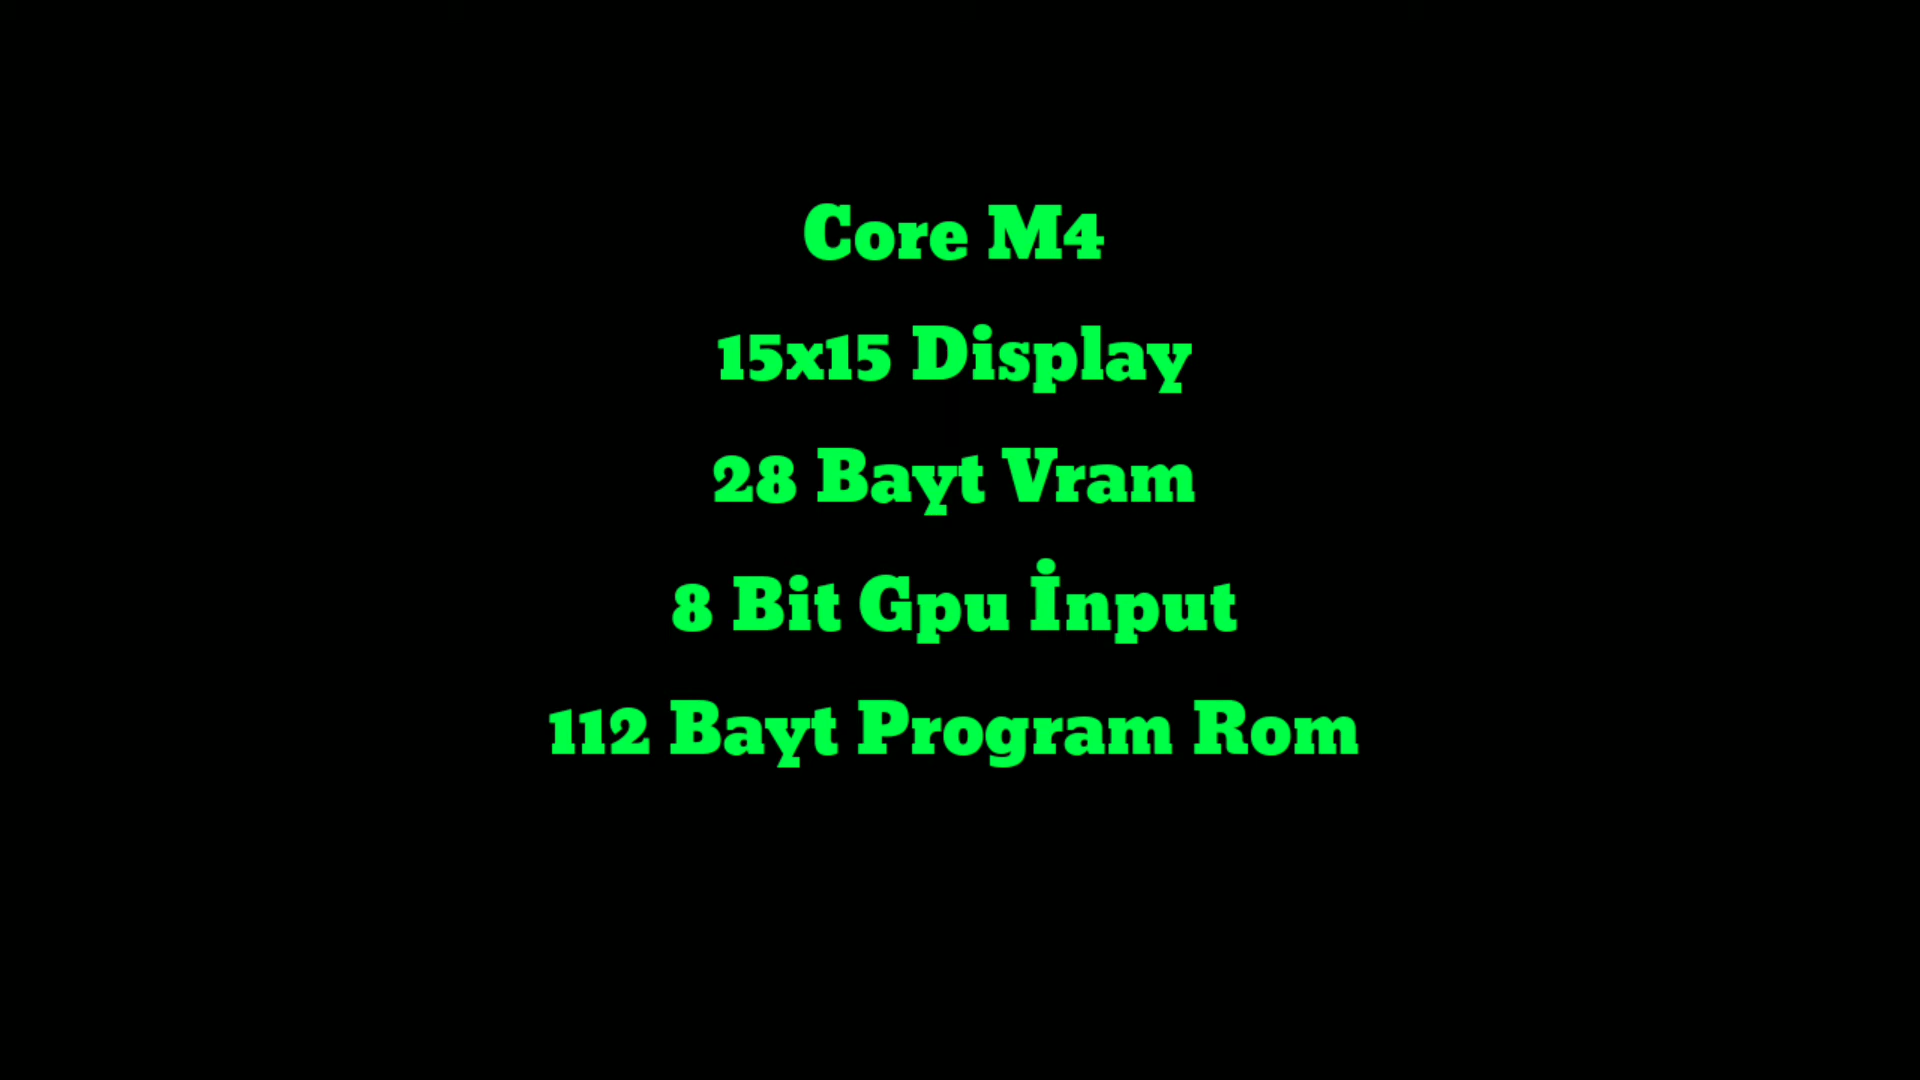 Core M4
15x15 Display
28 Bayt Vram
8 Bit Gpu İnput
112 Bayt Program Rom